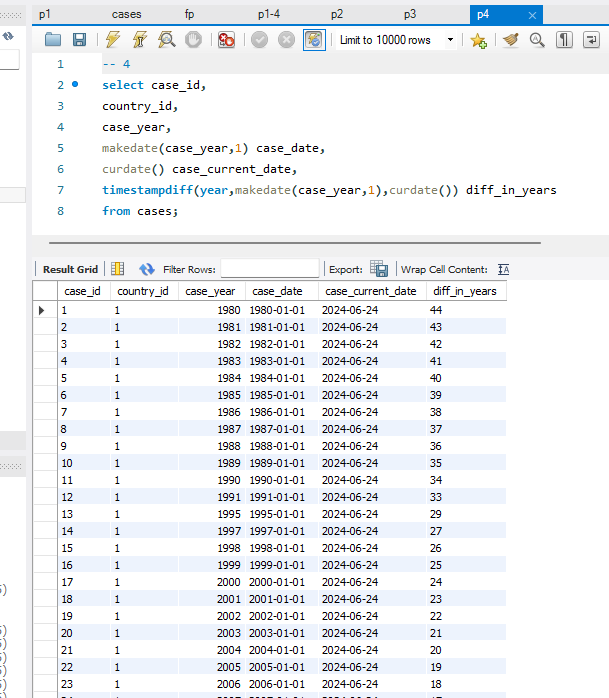 p1 cases fp p1-4 p2 p3 p4
Limit to 10000 rows
1 -- 4
2 select case_id,
3 country_id,
4 case_year,
5 makedate(case_year,1) case_date,
6 curdate() case_current_date,
7 timestampdiff(year,makedate(case_year,1),curdate()) diff_in_years
8 from cases;
Result Grid Filter Rows: Export: Wrap Cell Content:
case_id country_id case_year case_date case_current_date diff_in_years
1 1 1980 1980-01-01 2024-06-24 44
2 1 1981 1981-01-01 2024-06-24 43
3 1 1982 1982-01-01 2024-06-24 42
4 1 1983 1983-01-01 2024-06-24 41
5 1 1984 1984-01-01 2024-06-24 40
6 1 1985 1985-01-01 2024-06-24 39
7 1 1986 1986-01-01 2024-06-24 38
8 1 1987 1987-01-01 2024-06-24 37
9 1 1988 1988-01-01 2024-06-24 36
10 1 1989 1989-01-01 2024-06-24 35
11 1 1990 1990-01-01 2024-06-24 34
12 1 1991 1991-01-01 2024-06-24 33
13 1 1995 1995-01-01 2024-06-24 29
14 1 1997 1997-01-01 2024-06-24 27
15 1 1998 1998-01-01 2024-06-24 26
16 1 1999 1999-01-01 2024-06-24 25
17 1 2000 2000-01-01 2024-06-24 24
18 1 2001 2001-01-01 2024-06-24 23
19 1 2002 2002-01-01 2024-06-24 22
20 1 2003 2003-01-01 2024-06-24 21
21 1 2004 2004-01-01 2024-06-24 20
22 1 2005 2005-01-01 2024-06-24 19
23 1 2006 2006-01-01 2024-06-24 18